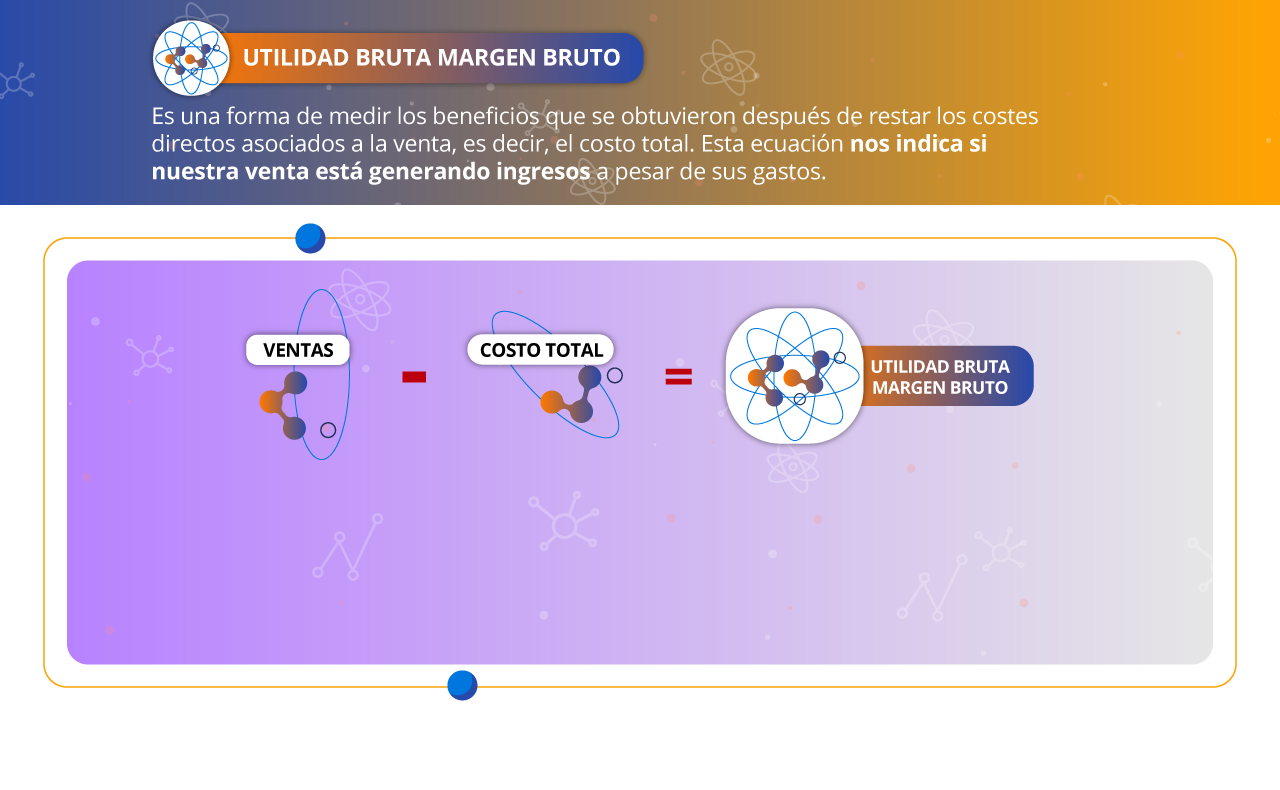 UTILIDAD BRUTA MARGEN BRUTO
Es una forma de medir los beneficios que se obtuvieron después de restar los costes
directos asociados a la venta, es decir, el costo total. Esta ecuación nos indica si
nuestra venta está generando ingresos a pesar de sus gastos.
VENTAS
-
COSTO TOTAL
=
UTILIDAD BRUTA
MARGEN BRUTO